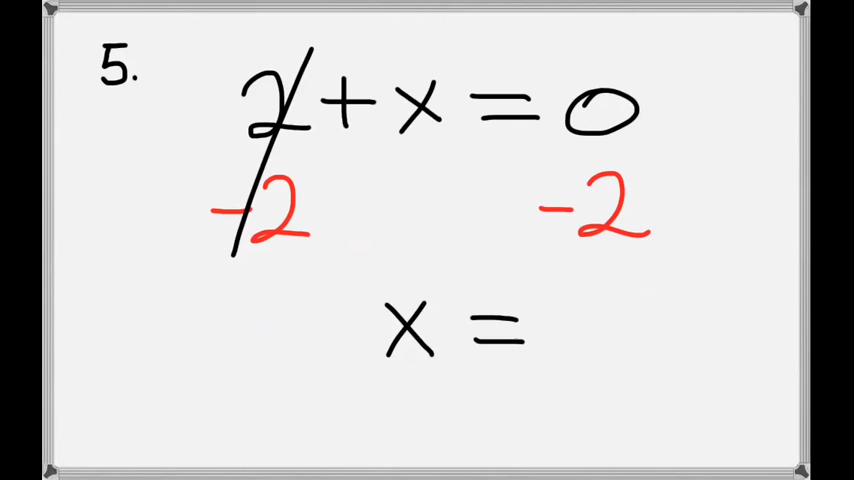 5. 2 + x = 0
-2 -2
x =